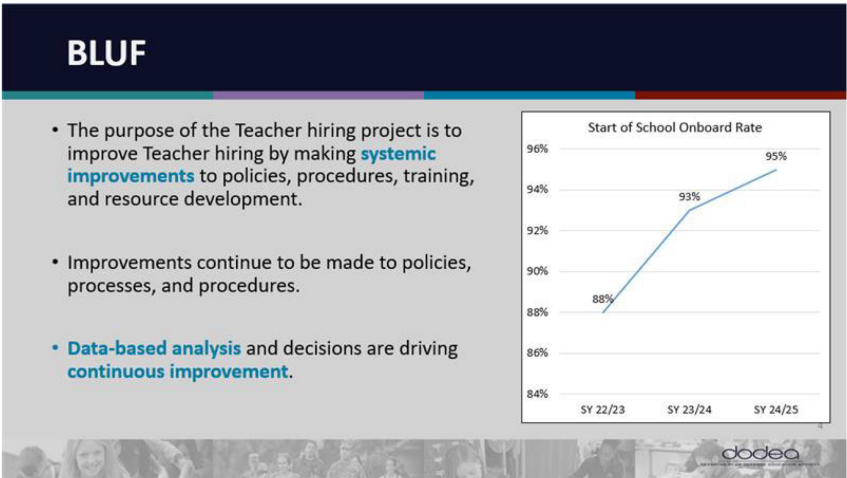 BLUF
• The purpose of the Teacher hiring project is to
improve Teacher hiring by making systemic
improvements to policies, procedures, training,
and resource development.
• Improvements continue to be made to policies,
processes, and procedures.
• Data-based analysis and decisions are driving
continuous improvement.
Start of School Onboard Rate
96%
94%
92%
90%
88%
86%
84%
88%
93%
95%
SY 22/23
SY 23/24
SY 24/25
4
dodea